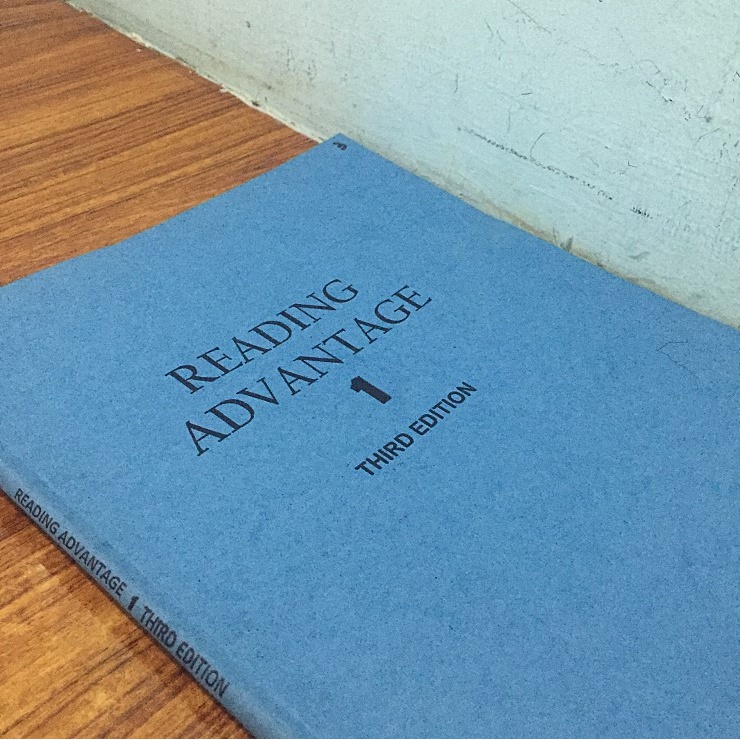 READING
ADVANTAGE
1
THIRD EDITION
READING ADVANTAGE 1 THIRD EDITION